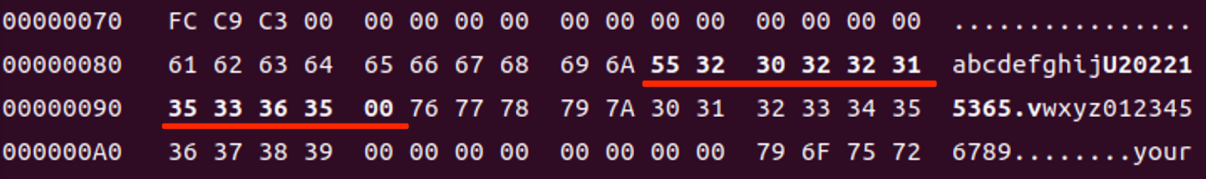 00000070 FC C9 C3 00 00 00 00 00 00 00 00 00 00 00 00 00 ................
00000080 61 62 63 64 65 66 67 68 69 6A 55 32 30 32 32 31 abcdefghijU20221
00000090 35 33 36 35 00 76 77 78 79 7A 30 31 32 33 34 35 5365.vwxyz012345
000000A0 36 37 38 39 00 00 00 00 00 00 00 00 79 6F 75 72 6789........your